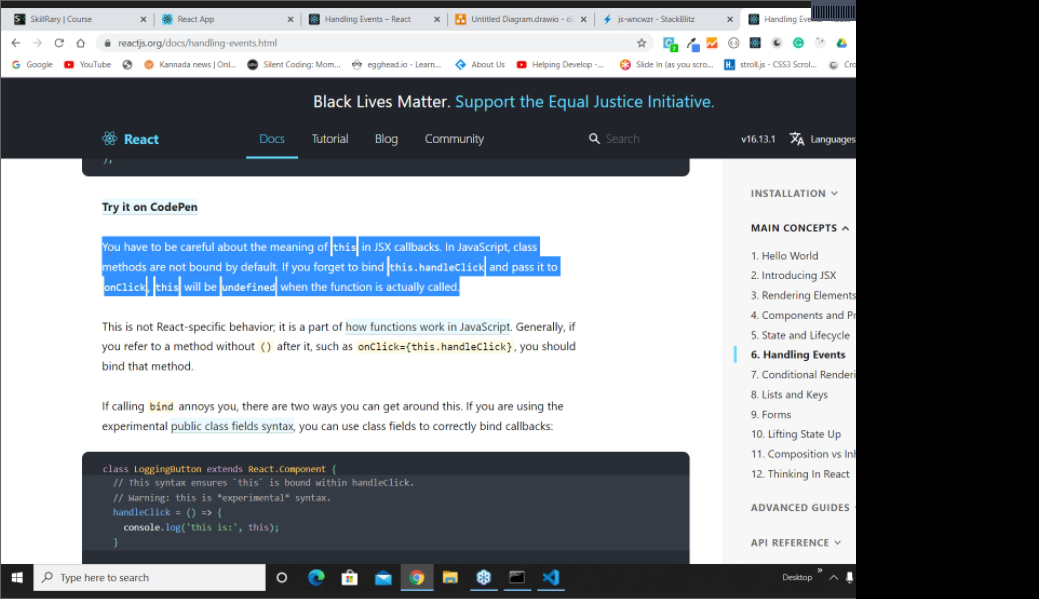 SkillRary | Course
React App
Handling Events – React
Untitled Diagram.drawio - di
js-wncwzr - StackBlitz
Handling Eve
reactjs.org/docs/handling-events.html
Google
YouTube
Kannada news | Onl...
Silent Coding: Mom...
egghead.io - Learn...
About Us
Helping Develop -...
Slide In (as you scro...
stroll.js - CSS3 Scrol...
Cro
Black Lives Matter. Support the Equal Justice Initiative.
React
Docs
Tutorial
Blog
Community
Search
v16.13.1
Languages
);
Try it on CodePen
You have to be careful about the meaning of this in JSX callbacks. In JavaScript, class
methods are not bound by default. If you forget to bind this.handleClick and pass it to
onClick, this will be undefined when the function is actually called.
This is not React-specific behavior; it is a part of how functions work in JavaScript. Generally, if
you refer to a method without () after it, such as onClick={this.handleClick}, you should
bind that method.
If calling bind annoys you, there are two ways you can get around this. If you are using the
experimental public class fields syntax, you can use class fields to correctly bind callbacks:
class LoggingButton extends React.Component {
// This syntax ensures `this` is bound within handleClick.
// Warning: this is *experimental* syntax.
handleClick = () => {
console.log('this is:', this);
}
INSTALLATION
MAIN CONCEPTS
1. Hello World
2. Introducing JSX
3. Rendering Elements
4. Components and Pr
5. State and Lifecycle
6. Handling Events
7. Conditional Renderi
8. Lists and Keys
9. Forms
10. Lifting State Up
11. Composition vs Inh
12. Thinking In React
ADVANCED GUIDES
API REFERENCE
Type here to search
Desktop